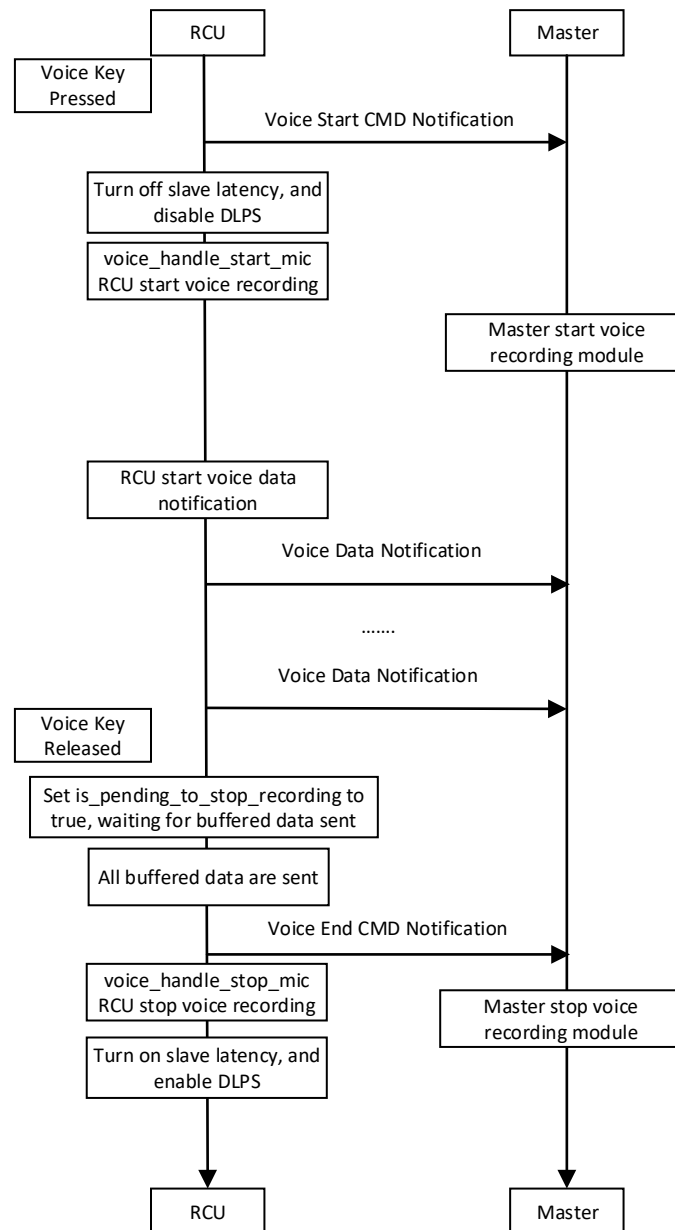 RCU
Master
Voice Key
Pressed
Voice Start CMD Notification
Turn off slave latency, and
disable DLPS
voice_handle_start_mic
RCU start voice recording
Master start voice
recording module
RCU start voice data
notification
Voice Data Notification
.......
Voice Data Notification
Voice Key
Released
Set is_pending_to_stop_recording to
true, waiting for buffered data sent
All buffered data are sent
Voice End CMD Notification
voice_handle_stop_mic
RCU stop voice recording
Master stop voice
recording module
Turn on slave latency, and
enable DLPS
RCU
Master